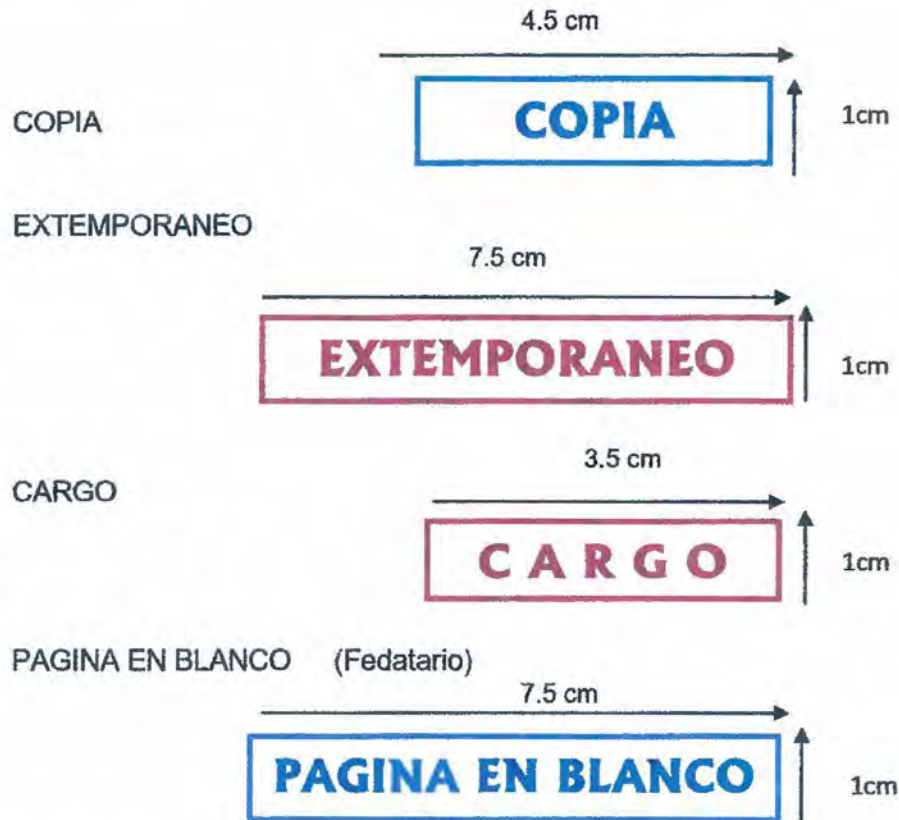 4.5 cm
COPIA
COPIA
1cm
EXTEMPORANEO
7.5 cm
EXTEMPORANEO
1cm
3.5 cm
CARGO
CARGO
1cm
PAGINA EN BLANCO (Fedatario)
7.5 cm
PAGINA EN BLANCO
1cm